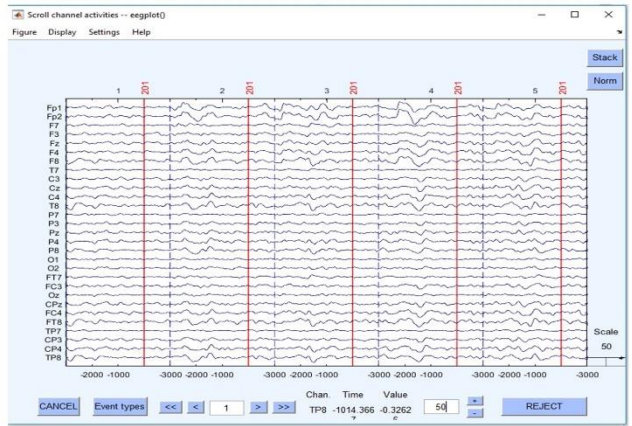 Scroll channel activities -- eegplot()
Figure Display Settings Help
Stack
Norm
1 201 2 201 3 201 4 201 5 201
Fp1
Fp2
F7
F3
Fz
F4
F8
T7
C3
Cz
C4
T8
P7
P3
Pz
P4
P8
O1
O2
FT7
FC3
Oz
CPz
FC4
FT8
TP7
CP3
CP4
TP8
Scale
50
-2000 -1000 -3000 -2000 -1000 -3000 -2000 -1000 -3000 -2000 -1000 -3000 -2000 -1000 -3000
Chan. Time Value
CANCEL Event types << < 1 > >> TP8 -1014.366 -0.3262 50 + - REJECT